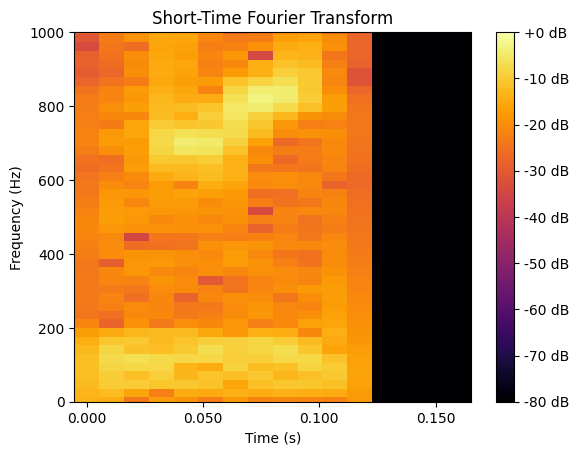 Short-Time Fourier Transform
1000
800
600
400
200
0
Frequency (Hz)
0.000
0.050
0.100
0.150
Time (s)
+0 dB
-10 dB
-20 dB
-30 dB
-40 dB
-50 dB
-60 dB
-70 dB
-80 dB